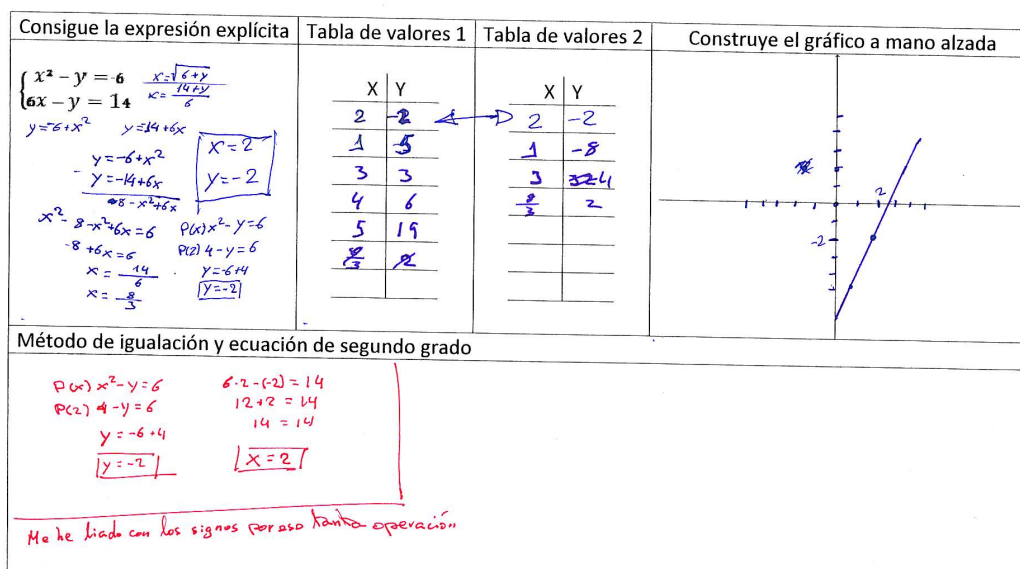 Consigue la expresión explícita
Tabla de valores 1
Tabla de valores 2
Construye el gráfico a mano alzada
x² − y = 6
6x − y = 14
x = √6+y
x = 14+y / 6
y = -6 + x²
y = 14 + 6x
y = -6 + x²
- y = -14 + 6x
8 - x² + 6x
x = 2
y = -2
x² - 8 - x² + 6x = 6
-8 + 6x = 6
x = 14/6
x = 8/3
P(x) x² - y = 6
P(2) 4 - y = 6
y = -6 + 4
y = -2
X Y
2 -2
1 -5
3 3
4 6
5 19
8/3
X Y
2 -2
1 -8
3 4
8/3 2
2
-2
Método de igualación y ecuación de segundo grado
P(x) x² - y = 6
P(2) 4 - y = 6
y = -6 + 4
y = -2
6·2 - (-2) = 14
12 + 2 = 14
14 = 14
x = 2
Me he liado con los signos por eso tanta operación